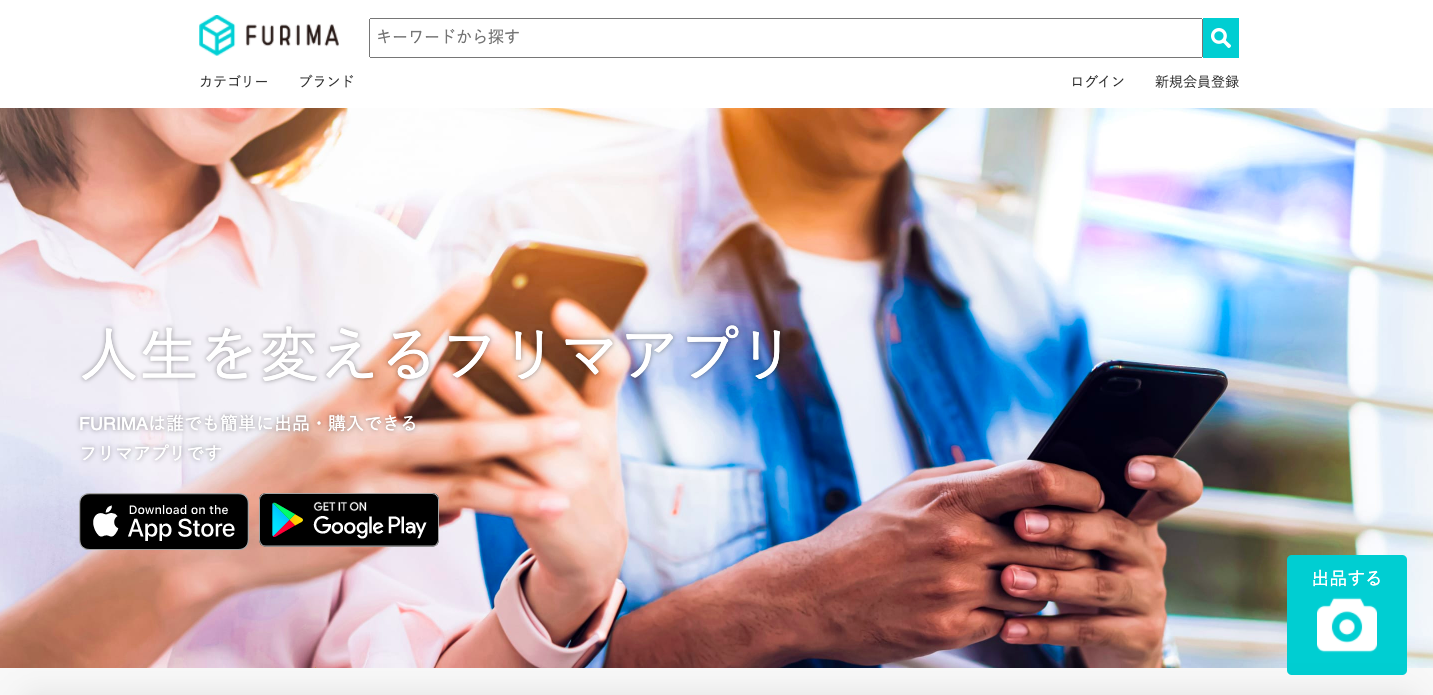 FURIMA
キーワードから探す
カテゴリー ブランド ログイン 新規会員登録
人生を変えるフリマアプリ
FURIMAは誰でも簡単に出品・購入できる
フリマアプリです
Download on the
App Store
GET IT ON
Google Play
出品する